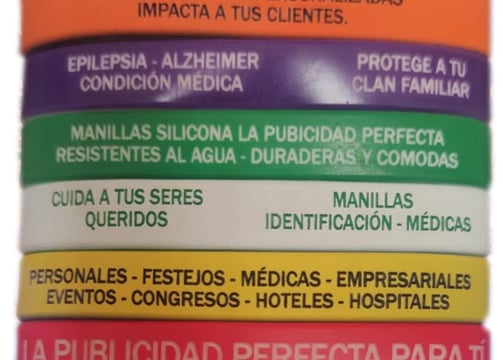 IMPACTA A TUS CLIENTES.
EPILEPSIA - ALZHEIMER
CONDICIÓN MÉDICA
PROTEGE A TU
CLAN FAMILIAR
MANILLAS SILICONA LA PUBICIDAD PERFECTA
RESISTENTES AL AGUA - DURADERAS Y COMODAS
CUIDA A TUS SERES
QUERIDOS
MANILLAS
IDENTIFICACIÓN - MÉDICAS
PERSONALES - FESTEJOS - MÉDICAS - EMPRESARIALES
EVENTOS - CONGRESOS - HOTELES - HOSPITALES
LA PUBLICIDAD PERFECTA PARA TÍ